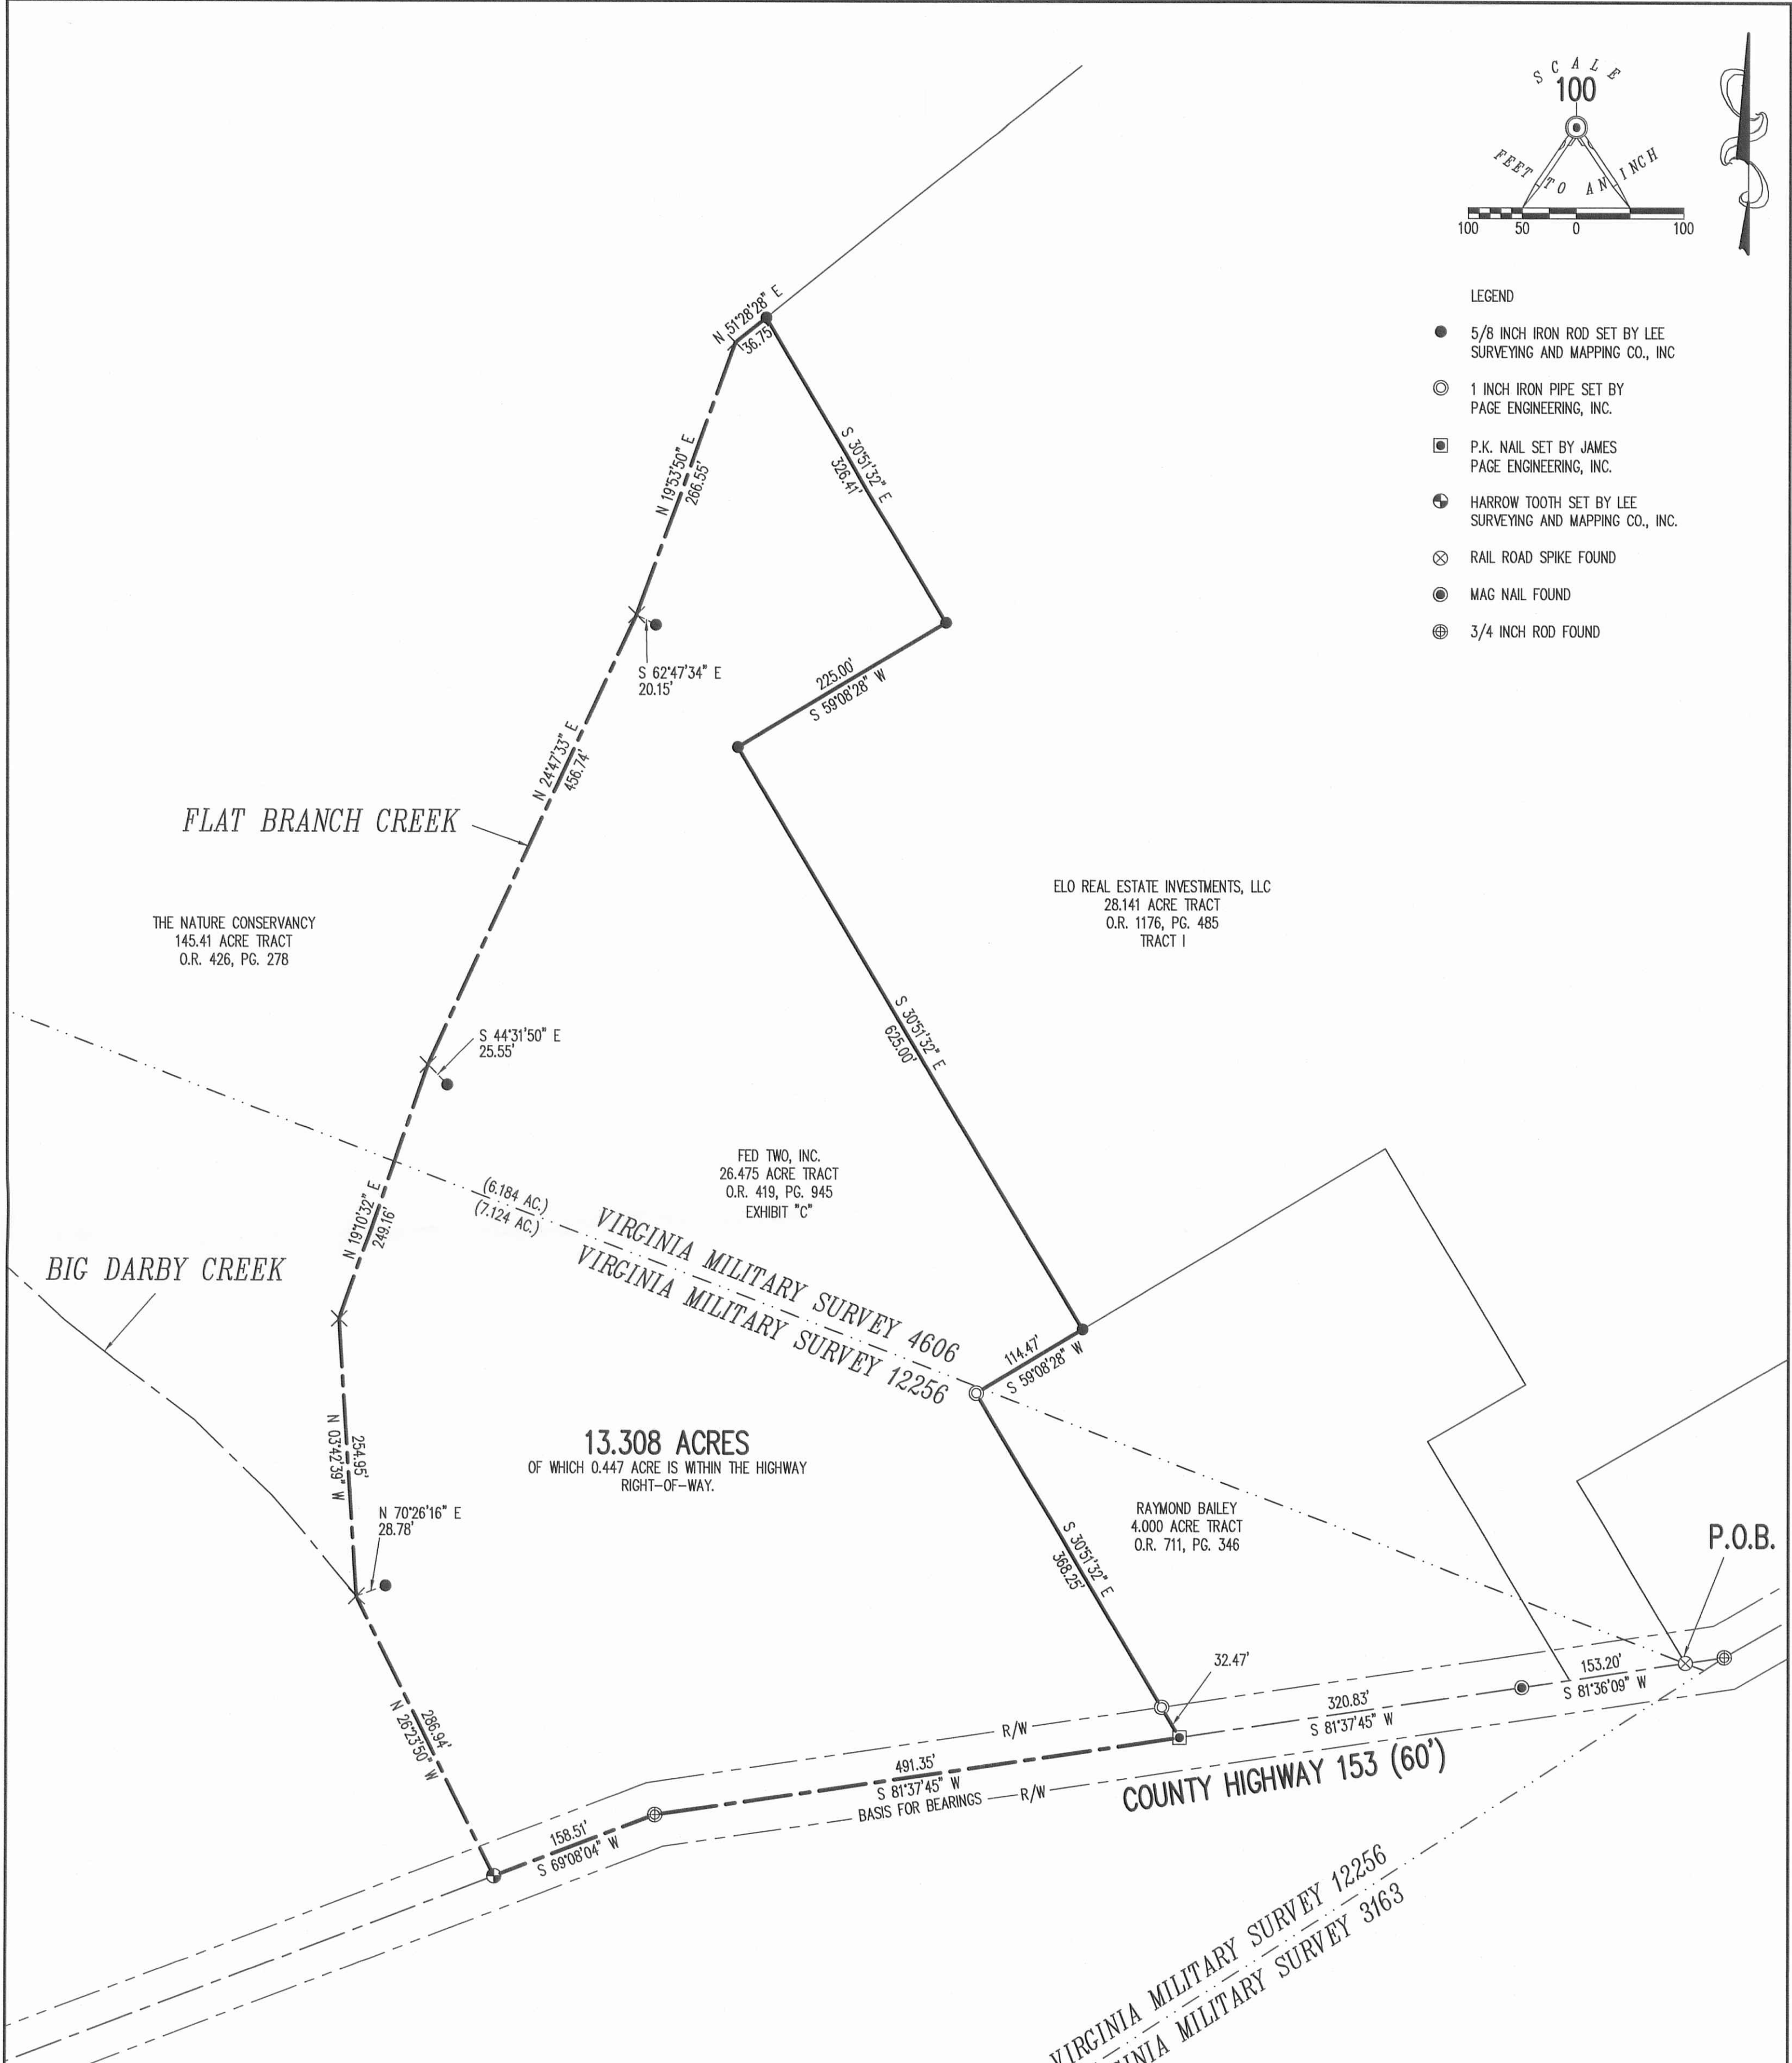 SCALE
100
FEET TO AN INCH
100 50 0 100
LEGEND
5/8 INCH IRON ROD SET BY LEE
SURVEYING AND MAPPING CO., INC
1 INCH IRON PIPE SET BY
PAGE ENGINEERING, INC.
P.K. NAIL SET BY JAMES
PAGE ENGINEERING, INC.
HARROW TOOTH SET BY LEE
SURVEYING AND MAPPING CO., INC.
RAIL ROAD SPIKE FOUND
MAG NAIL FOUND
3/4 INCH ROD FOUND
N 51°28'28" E
36.75'
S 30°51'32" E
326.41'
N 19°53'50" E
266.55'
S 62°47'34" E
20.15'
225.00'
S 59°08'28" W
N 24°47'33" E
456.74'
FLAT BRANCH CREEK
THE NATURE CONSERVANCY
145.41 ACRE TRACT
O.R. 426, PG. 278
ELO REAL ESTATE INVESTMENTS, LLC
28.141 ACRE TRACT
O.R. 1176, PG. 485
TRACT I
S 44°31'50" E
25.55'
S 30°51'32" E
625.00'
FED TWO, INC.
26.475 ACRE TRACT
O.R. 419, PG. 945
EXHIBIT "C"
(6.184 AC.)
(7.124 AC.)
N 19°10'32" E
249.16'
VIRGINIA MILITARY SURVEY 4606
VIRGINIA MILITARY SURVEY 12256
BIG DARBY CREEK
114.47'
S 59°08'28" W
13.308 ACRES
OF WHICH 0.447 ACRE IS WITHIN THE HIGHWAY
RIGHT-OF-WAY.
254.95'
N 03°42'39" W
N 70°26'16" E
28.78'
RAYMOND BAILEY
4.000 ACRE TRACT
O.R. 711, PG. 346
S 30°51'32" E
368.25'
P.O.B.
32.47'
153.20'
S 81°36'09" W
320.83'
S 81°37'45" W
R/W
286.94'
N 26°23'50" W
491.35'
S 81°37'45" W
BASIS FOR BEARINGS
R/W
COUNTY HIGHWAY 153 (60')
158.51'
S 69°08'04" W
VIRGINIA MILITARY SURVEY 12256
GINIA MILITARY SURVEY 3163